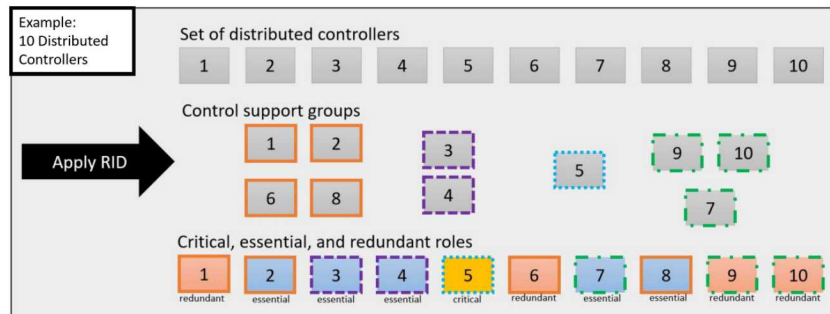 Example:
10 Distributed
Controllers
Set of distributed controllers
1 2 3 4 5 6 7 8 9 10
Control support groups
Apply RID
1 2
6 8
3
4
5
9 10
7
Critical, essential, and redundant roles
1 2 3 4 5 6 7 8 9 10
redundant essential essential essential critical redundant essential essential redundant redundant